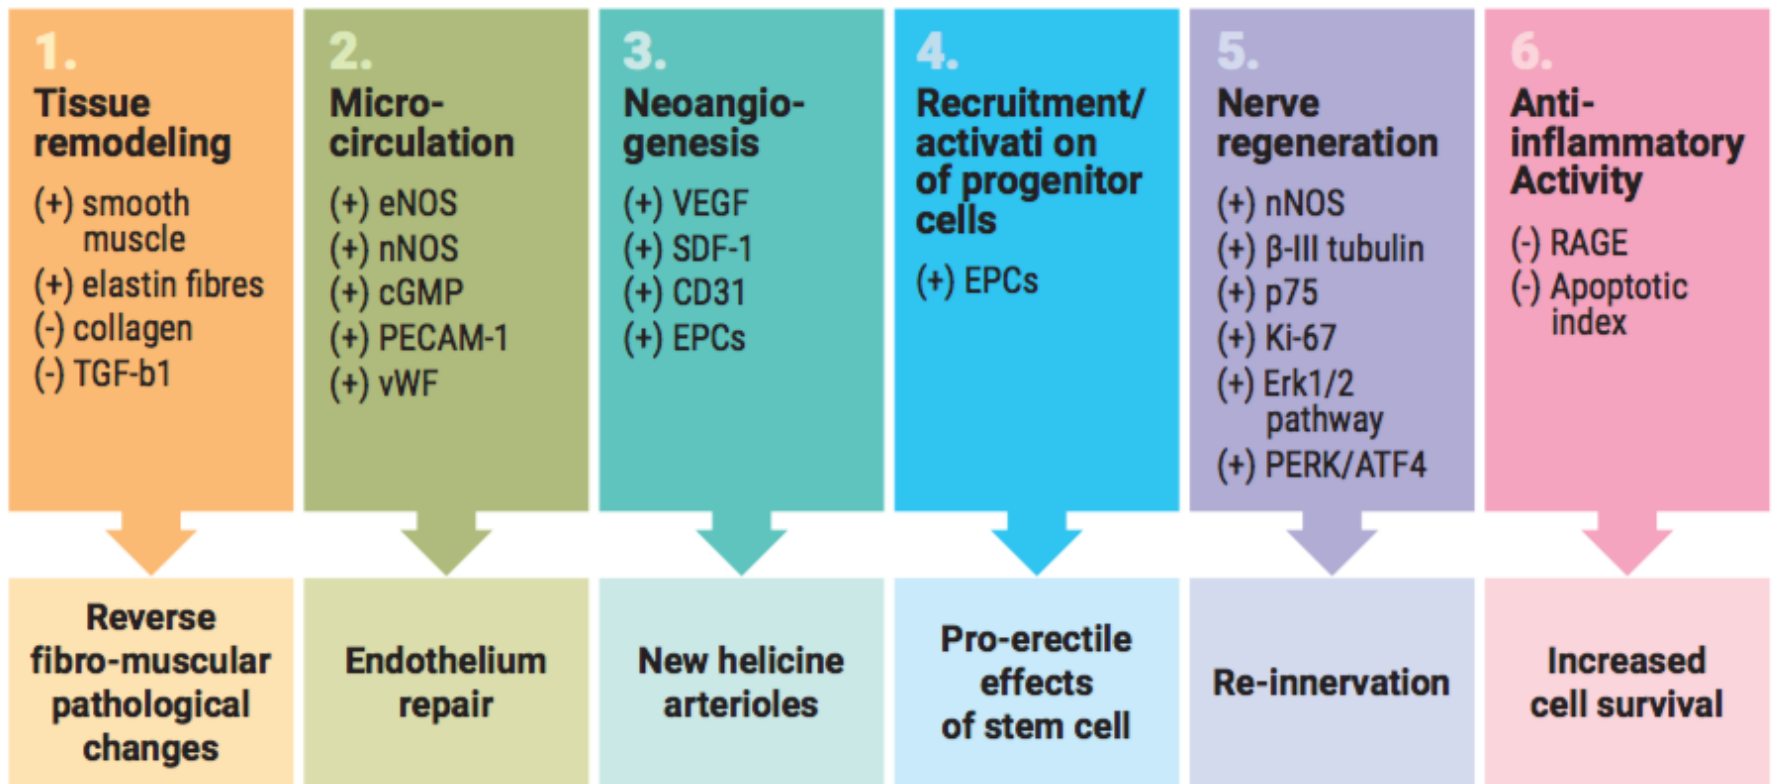 1.
Tissue
remodeling
(+) smooth
muscle
(+) elastin fibres
(-) collagen
(-) TGF-b1
Reverse
fibro-muscular
pathological
changes
2.
Micro-
circulation
(+) eNOS
(+) nNOS
(+) cGMP
(+) PECAM-1
(+) vWF
Endothelium
repair
3.
Neoangio-
genesis
(+) VEGF
(+) SDF-1
(+) CD31
(+) EPCs
New helicine
arterioles
4.
Recruitment/
activati on
of progenitor
cells
(+) EPCs
Pro-erectile
effects
of stem cell
5.
Nerve
regeneration
(+) nNOS
(+) β-III tubulin
(+) p75
(+) Ki-67
(+) Erk1/2
pathway
(+) PERK/ATF4
Re-innervation
6.
Anti-
inflammatory
Activity
(-) RAGE
(-) Apoptotic
index
Increased
cell survival